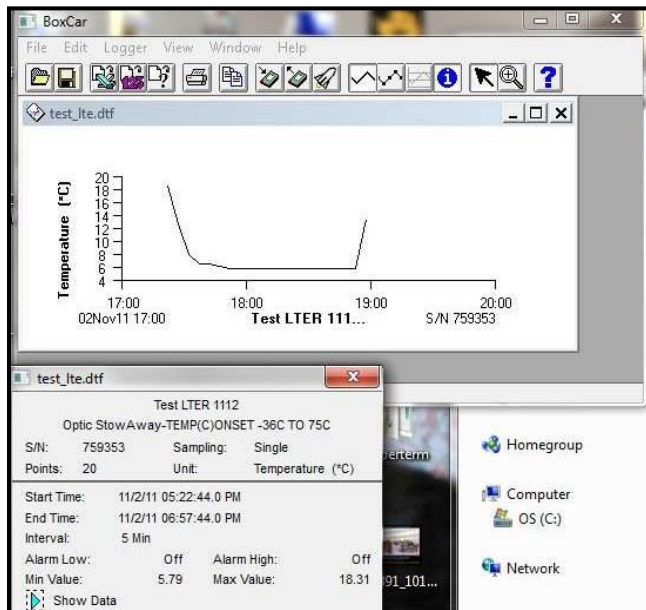 BoxCar
File Edit Logger View Window Help
test_lte.dtf
Temperature (*C)
20
18
16
14
12
10
8
6
4
17:00 18:00 19:00 20:00
02Nov11 17:00 Test LTER 111... S/N 759353
test_lte.dtf
Test LTER 1112
Optic StowAway-TEMP(C)ONSET -36C TO 75C
S/N: 759353 Sampling: Single
Points: 20 Unit: Temperature (*C)
Start Time: 11/2/11 05:22:44.0 PM
End Time: 11/2/11 06:57:44.0 PM
Interval: 5 Min
Alarm Low: Off Alarm High: Off
Min Value: 5.79 Max Value: 18.31
Show Data
perterm
391_101...
Homegroup
Computer
OS (C:)
Network